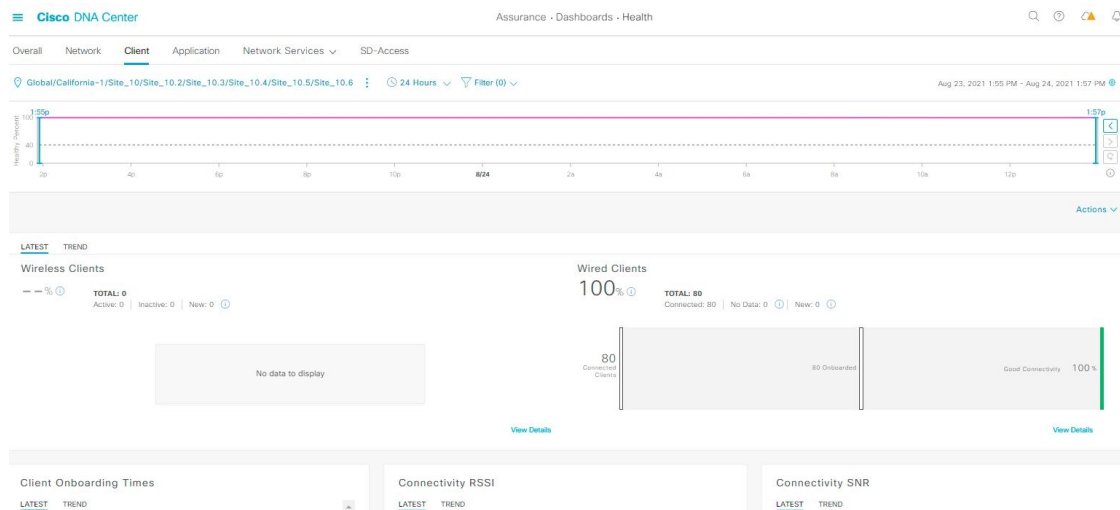 Cisco DNA Center
Assurance · Dashboards · Health
Overall Network Client Application Network Services SD-Access
Global/California-1/Site_10/Site_10.2/Site_10.3/Site_10.4/Site_10.5/Site_10.6 24 Hours Filter (0) Aug 23, 2021 1:55 PM - Aug 24, 2021 1:57 PM
1:55p 1:57p
Healthy Percent
100
40
0
2p 4p 6p 8p 10p 8/24 2a 4a 6a 8a 10a 12p
Actions
LATEST TREND
Wireless Clients
--% TOTAL: 0
Active: 0 | Inactive: 0 | New: 0
No data to display
View Details
Wired Clients
100% TOTAL: 80
Connected: 80 | No Data: 0 | New: 0
80
Connected
Clients
80 Onboarded
Good Connectivity 100 %
View Details
Client Onboarding Times
LATEST TREND
Connectivity RSSI
LATEST TREND
Connectivity SNR
LATEST TREND